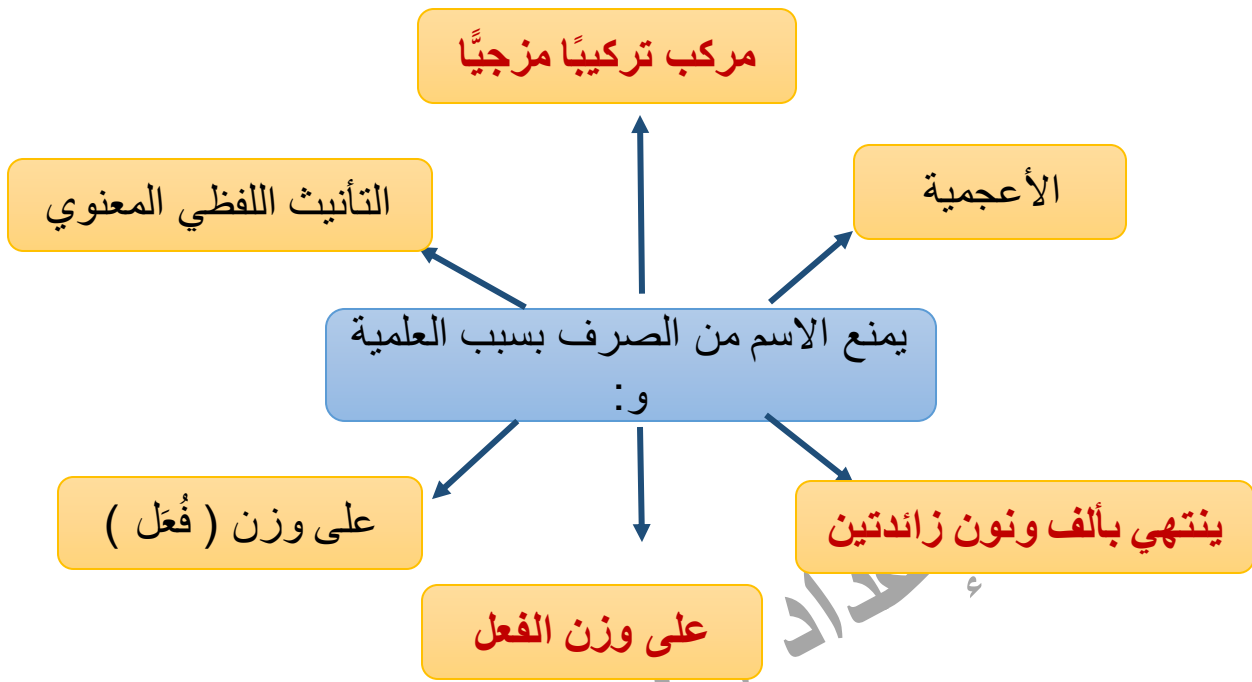 مركب تركيبًا مزجيًّا
الأعجمية
التأنيث اللفظي المعنوي
يمنع الاسم من الصرف بسبب العلمية
و:
على وزن ( فُعَل )
ينتهي بألف ونون زائدتين
على وزن الفعل
إعداد